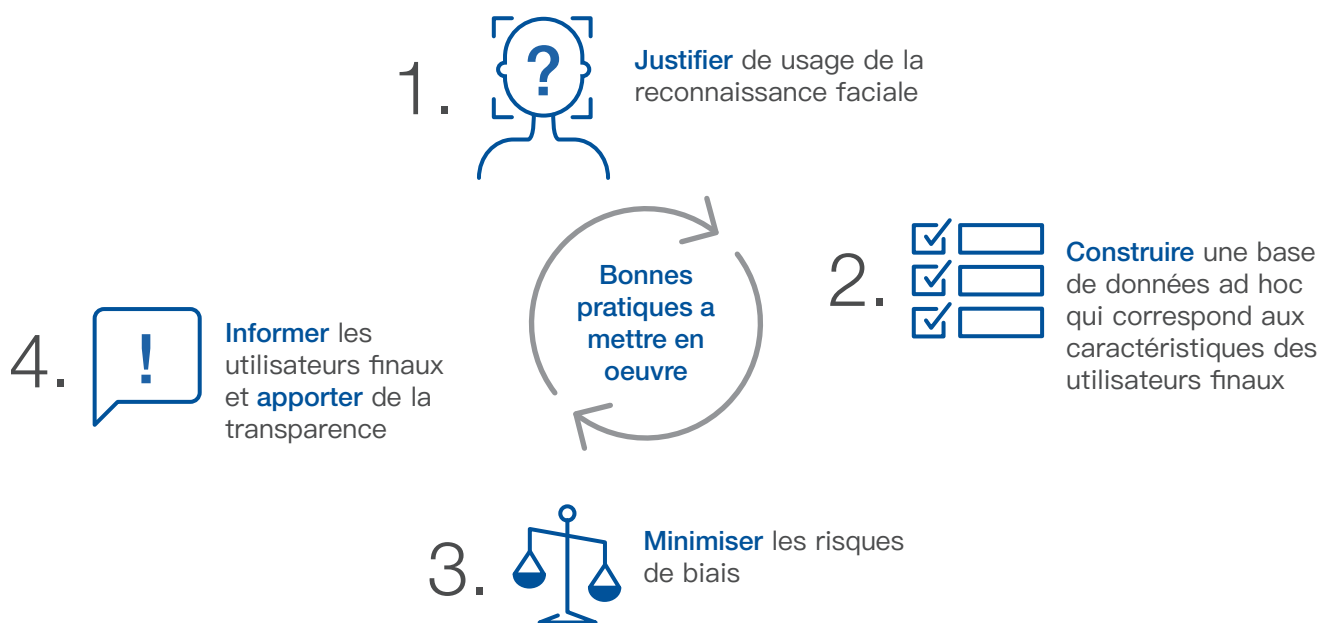 1.
?
Justifier de usage de la
reconnaissance faciale
Bonnes
pratiques a
mettre en
oeuvre
2.
Construire une base
de données ad hoc
qui correspond aux
caractéristiques des
utilisateurs finaux
3.
Minimiser les risques
de biais
4.
!
Informer les
utilisateurs finaux
et apporter de la
transparence